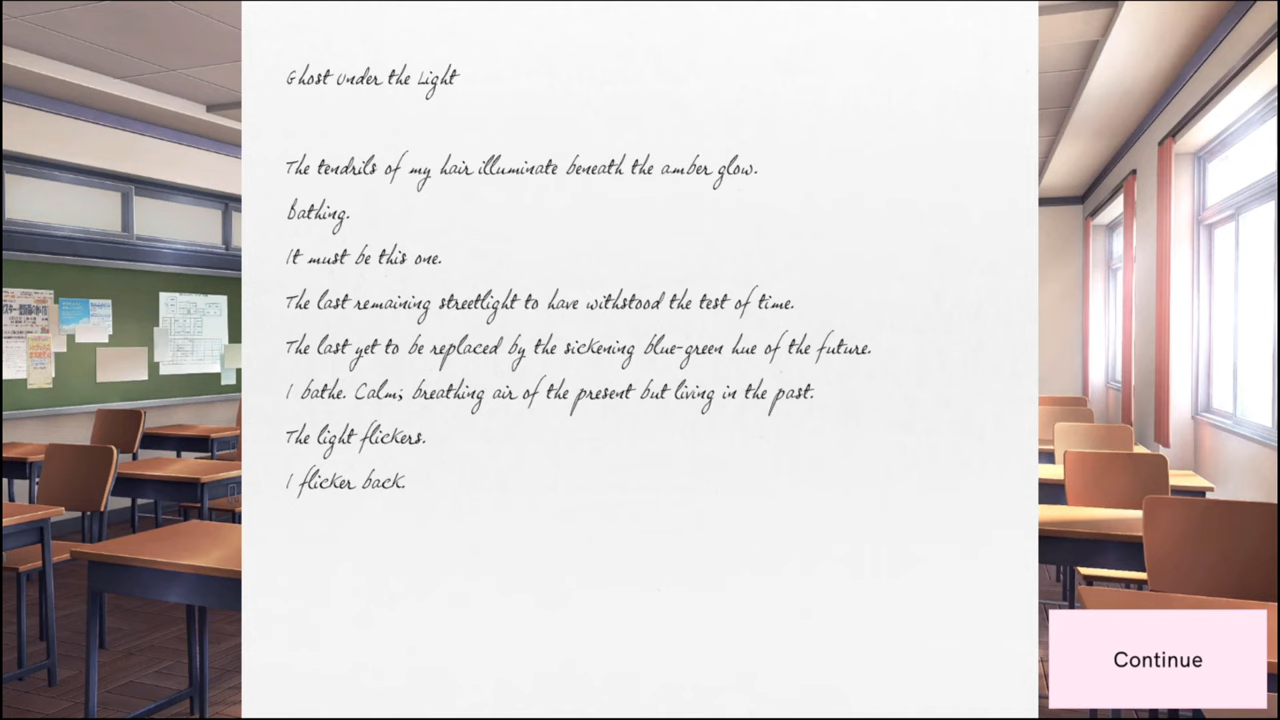 Ghost Under the Light
The tendrils of my hair illuminate beneath the amber glow.
Bathing.
It must be this one.
The last remaining streetlight to have withstood the test of time.
The last yet to be replaced by the sickening blue-green hue of the future.
I bathe. Calm; breathing air of the present but living in the past.
The light flickers.
I flicker back.
Continue